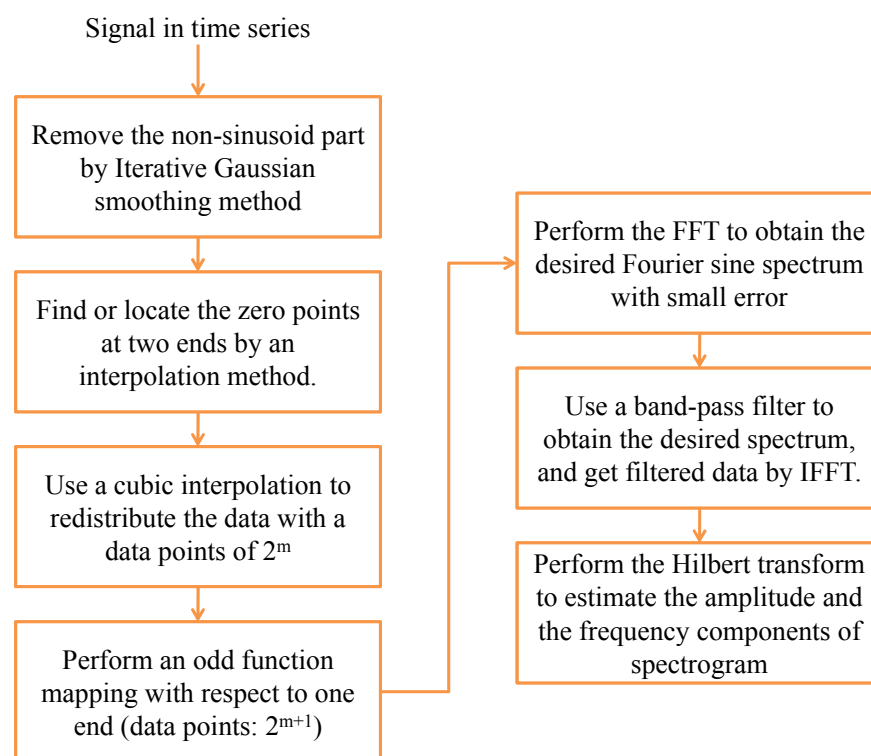 Signal in time series
Remove the non-sinusoid part
by Iterative Gaussian
smoothing method
Find or locate the zero points
at two ends by an
interpolation method.
Use a cubic interpolation to
redistribute the data with a
data points of 2ᵐ
Perform an odd function
mapping with respect to one
end (data points: 2ᵐ⁺¹)
Perform the FFT to obtain the
desired Fourier sine spectrum
with small error
Use a band-pass filter to
obtain the desired spectrum,
and get filtered data by IFFT.
Perform the Hilbert transform
to estimate the amplitude and
the frequency components of
spectrogram